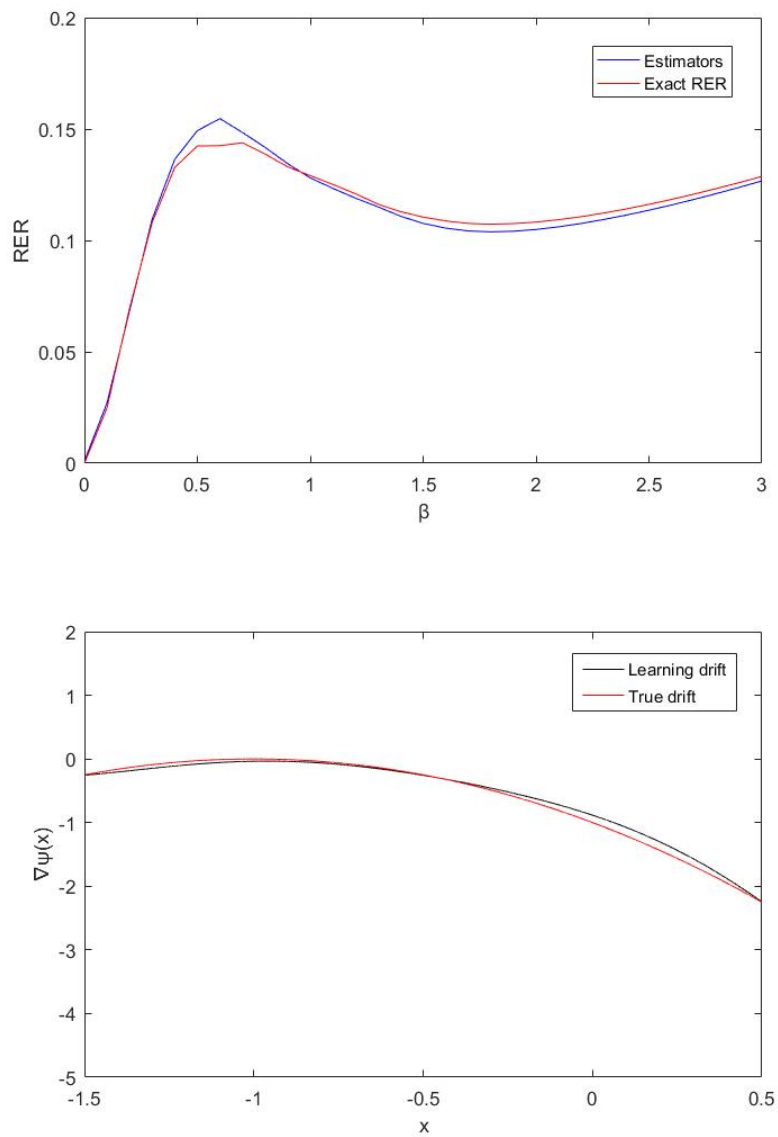 0.2
0.15
0.1
0.05
0
RER
Estimators
Exact RER
0 0.5 1 1.5 2 2.5 3
β
2
1
0
-1
-2
-3
-4
-5
∇ψ(x)
Learning drift
True drift
-1.5 -1 -0.5 0 0.5
x